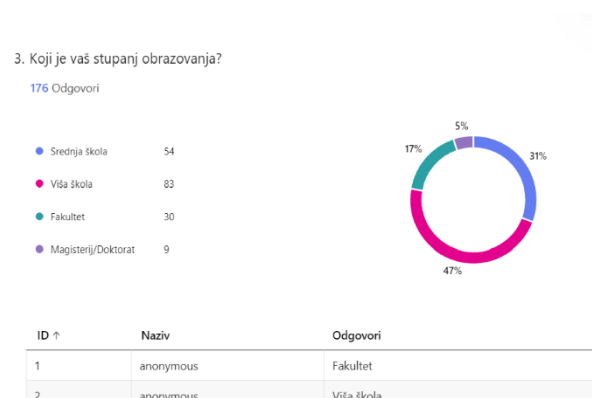 3. Koji je vaš stupanj obrazovanja?
176 Odgovori
Srednja škola 54
Viša škola 83
Fakultet 30
Magisterij/Doktorat 9
5%
17%
31%
47%
ID ↑ Naziv Odgovori
1 anonymous Fakultet
2 anonymous Viša škola